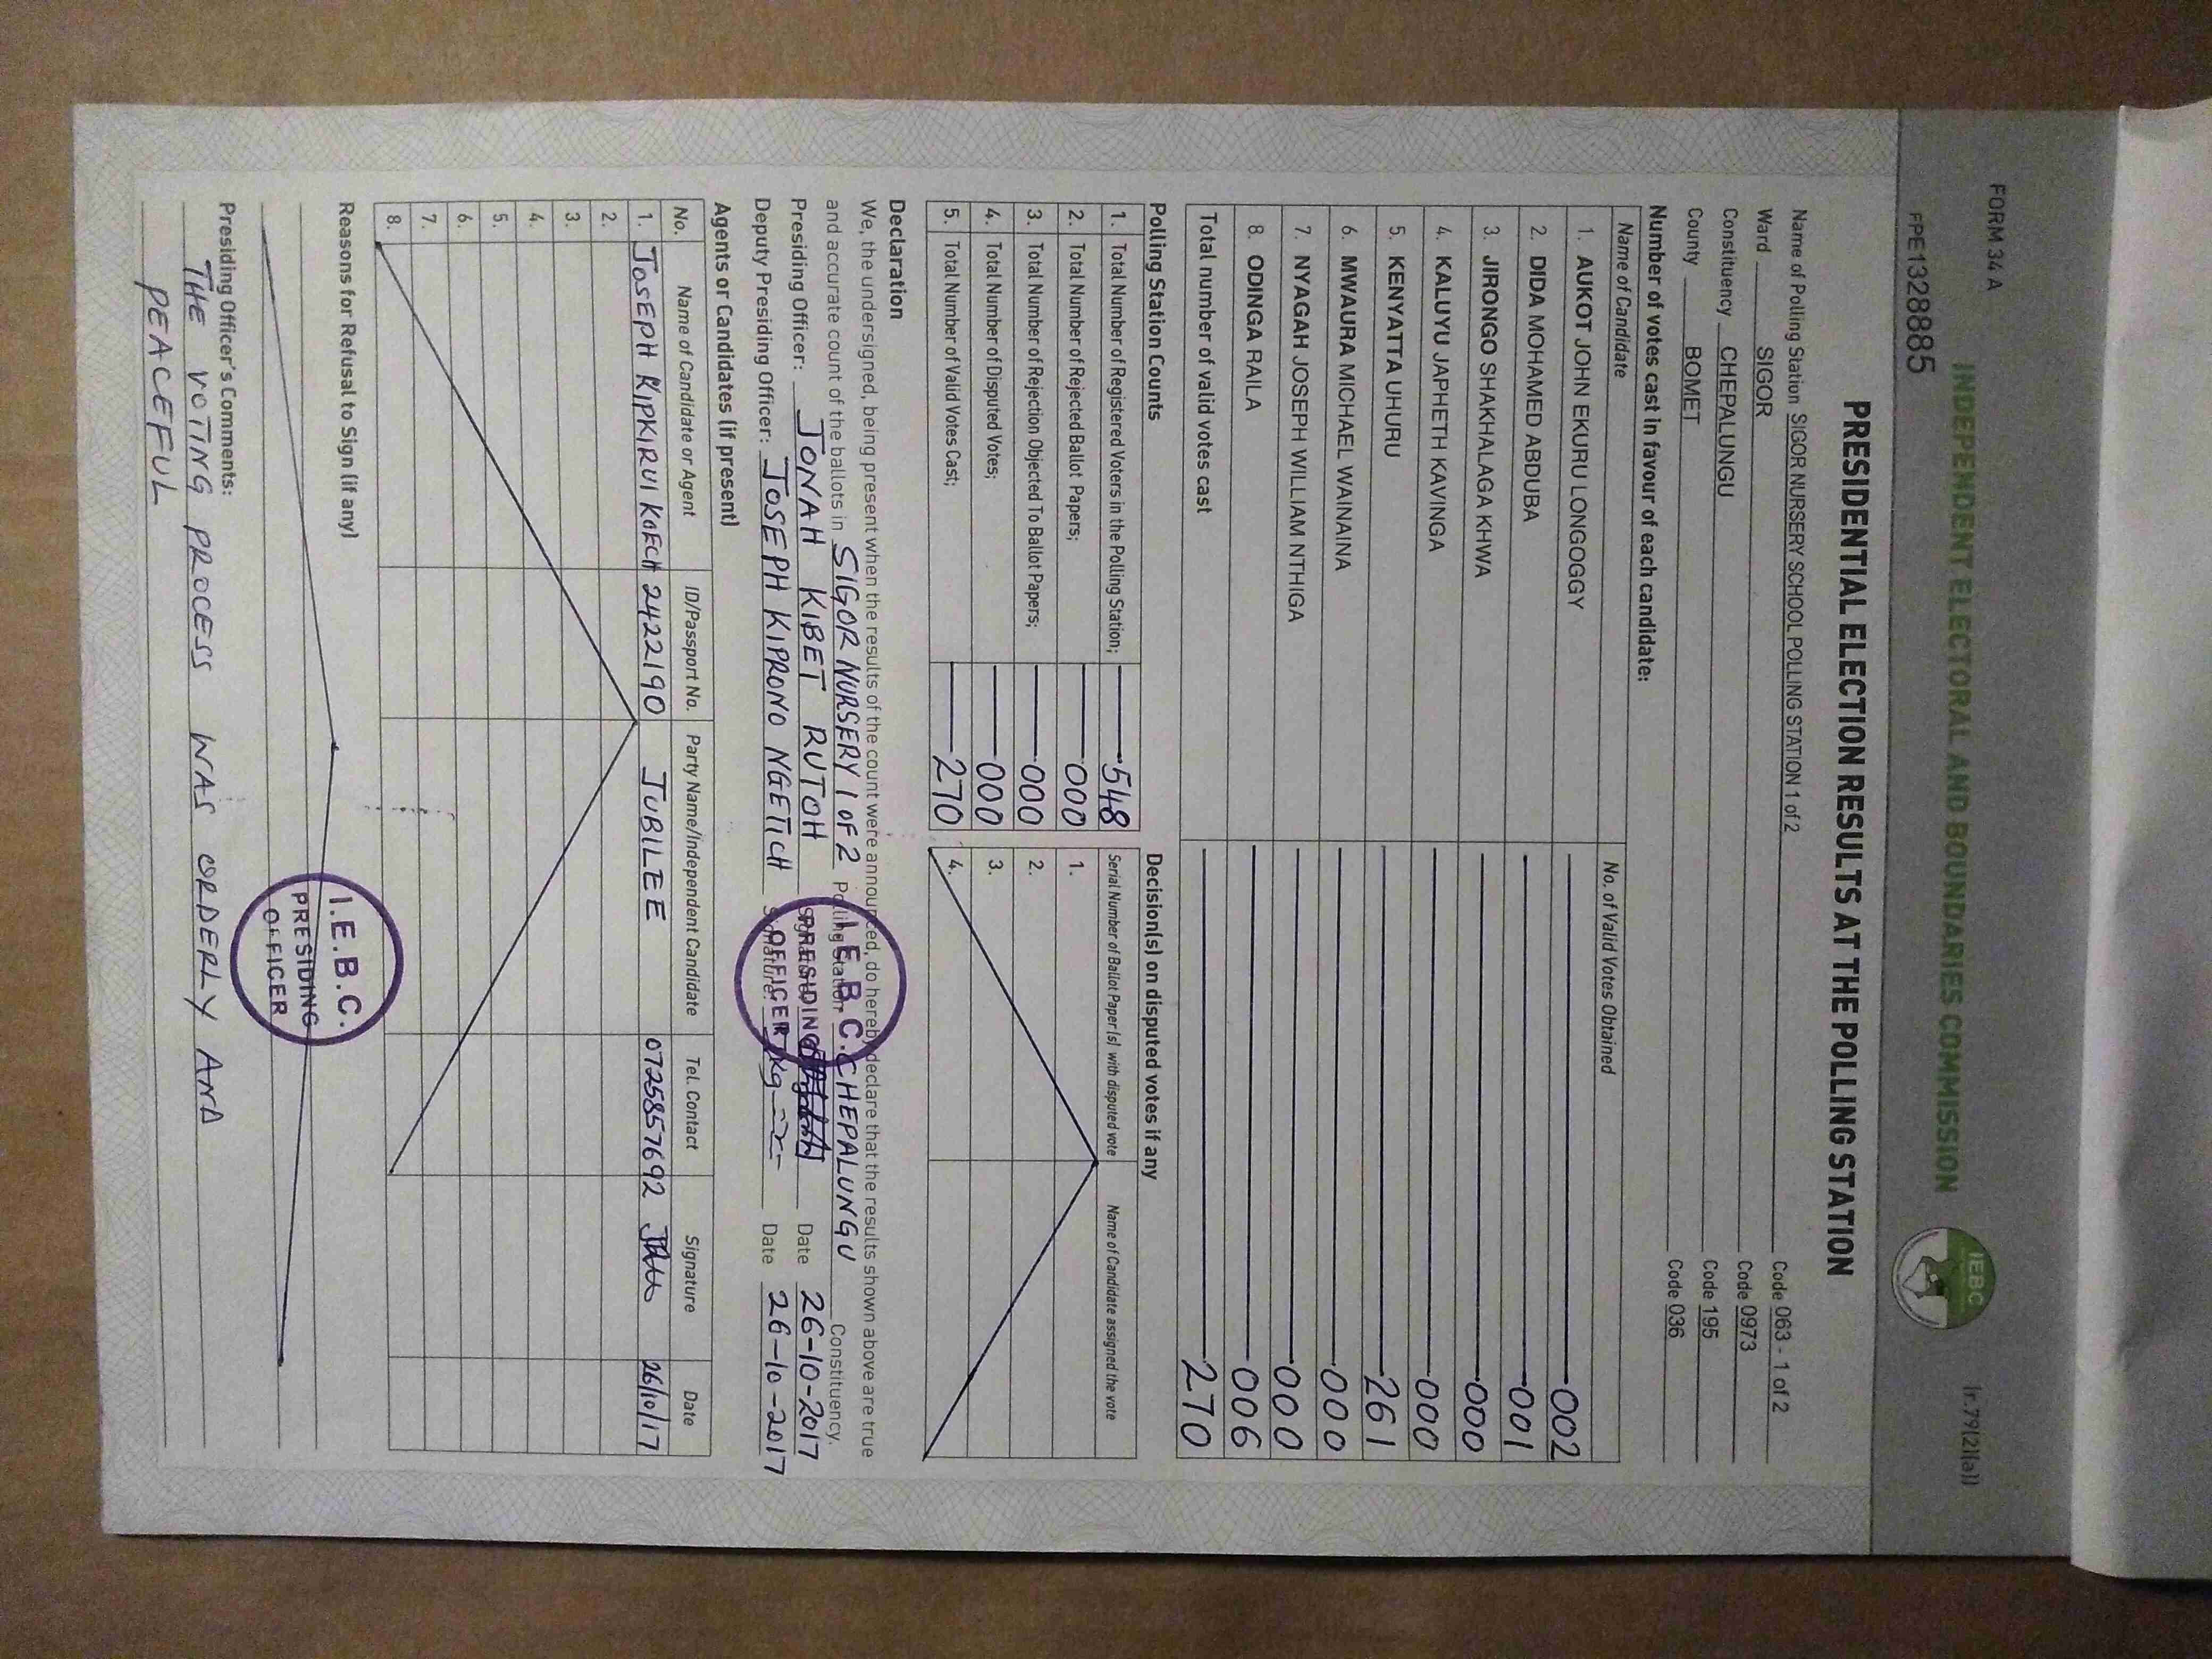 FORM 34 A
(r.79(2)(a))
FPE1328885
INDEPENDENT ELECTORAL AND BOUNDARIES COMMISSION
IEBC
PRESIDENTIAL ELECTION RESULTS AT THE POLLING STATION
Name of Polling Station SIGOR NURSERY SCHOOL POLLING STATION 1 of 2 Code 063 - 1 of 2
Ward SIGOR Code 0973
Constituency CHEPALUNGU Code 195
County BOMET Code 036
Number of votes cast in favour of each candidate:
Name of Candidate No. of Valid Votes Obtained
1. AUKOT JOHN EKURU LONGOGGY 002
2. DIDA MOHAMED ABDUBA 001
3. JIRONGO SHAKHALAGA KHWA 000
4. KALUYU JAPHETH KAVINGA 000
5. KENYATTA UHURU 261
6. MWAURA MICHAEL WAINAINA 000
7. NYAGAH JOSEPH WILLIAM NTHIGA 000
8. ODINGA RAILA 006
Total number of valid votes cast 270
Polling Station Counts
1. Total Number of Registered Voters in the Polling Station; 548
2. Total Number of Rejected Ballot Papers; 000
3. Total Number of Rejection Objected To Ballot Papers; 000
4. Total Number of Disputed Votes; 000
5. Total Number of Valid Votes Cast; 270
Decision(s) on disputed votes if any
Serial Number of Ballot Paper(s) with disputed vote Name of Candidate assigned the vote
1.
2.
3.
4.
Declaration
We, the undersigned, being present when the results of the count were announced, do hereby declare that the results shown above are true
and accurate count of the ballots in SIGOR NURSERY 1 OF 2 Polling Station CHEPALUNGU Constituency.
Presiding Officer: JONAH KIBET RUTOH Signature: Date 26-10-2017
Deputy Presiding Officer: JOSEPH KIPRONO NGETICH Signature: Date 26-10-2017
I.E.B.C.
PRESIDING
OFFICER
Agents or Candidates (if present)
No. Name of Candidate or Agent ID/Passport No. Party Name/Independent Candidate Tel. Contact Signature Date
1. JOSEPH KIPKIRUI KOECH 2422190 JUBILEE 0725857692 26/10/17
2.
3.
4.
5.
6.
7.
8.
Reasons for Refusal to Sign (if any)
I.E.B.C.
PRESIDING
OFFICER
Presiding Officer's Comments:
THE VOTING PROCESS WAS ORDERLY AND
PEACEFUL